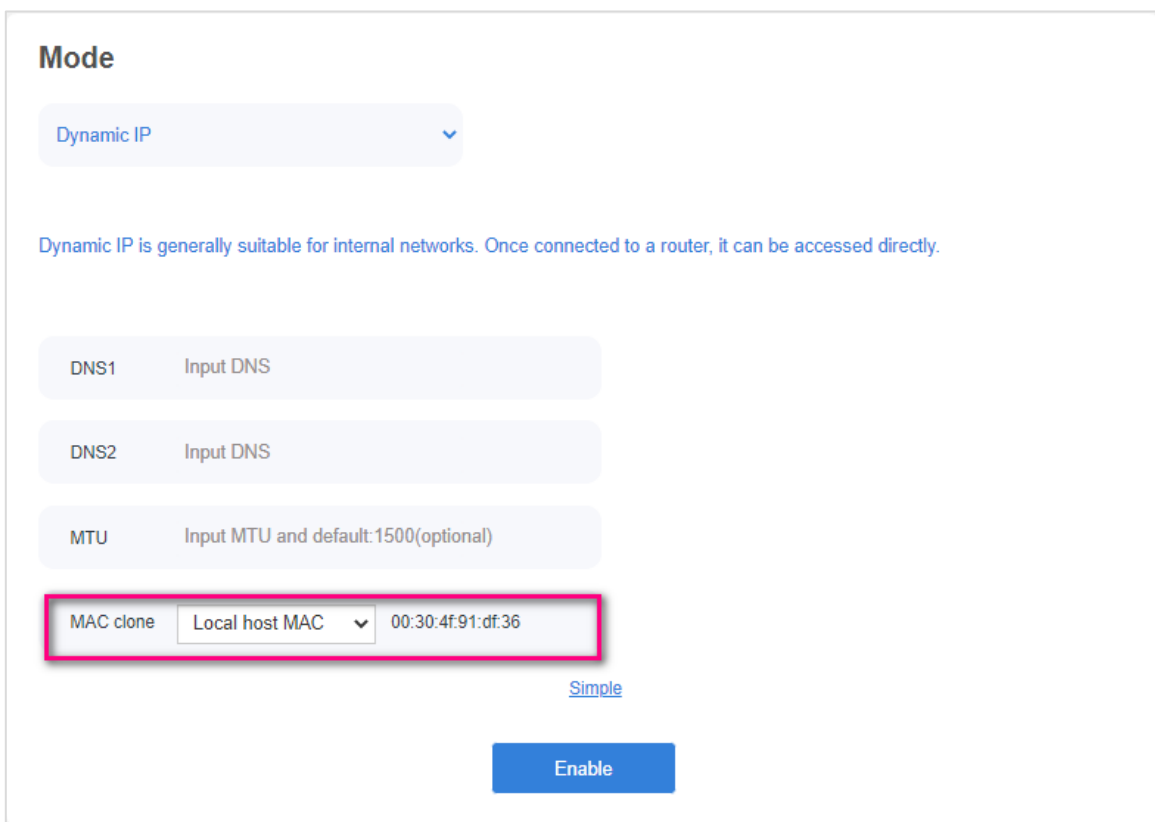 Mode
Dynamic IP
Dynamic IP is generally suitable for internal networks. Once connected to a router, it can be accessed directly.
DNS1 Input DNS
DNS2 Input DNS
MTU Input MTU and default:1500(optional)
MAC clone Local host MAC 00:30:4f:91:df:36
Simple
Enable